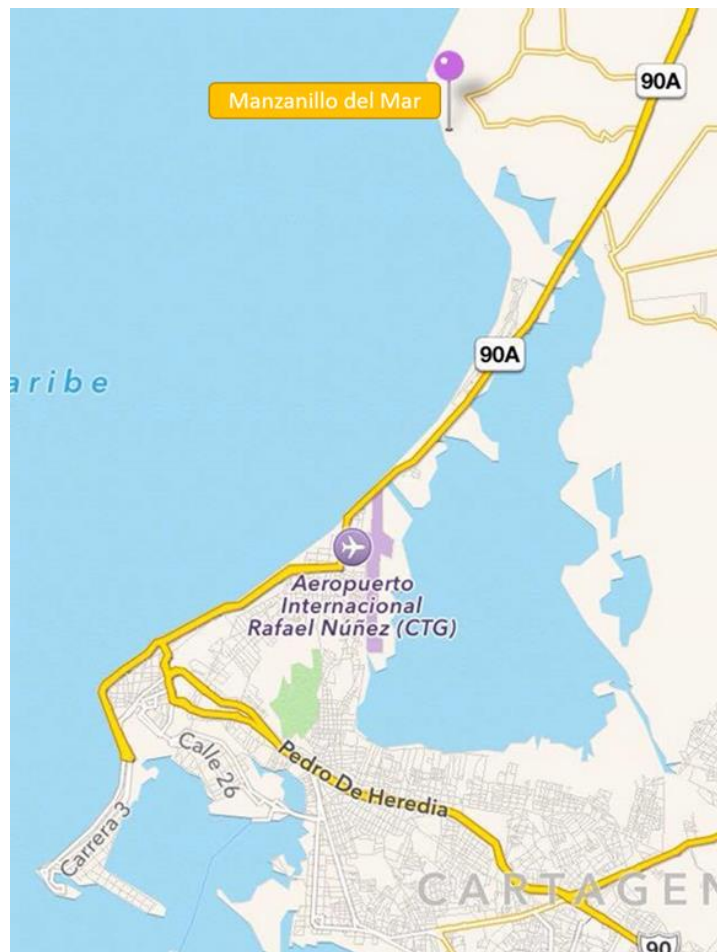 90A
Manzanillo del Mar
90A
aribe
Aeropuerto
Internacional
Rafael Núñez (CTG)
Calle 26
Pedro De Heredia
Carrera 3
CARTAGEN
90